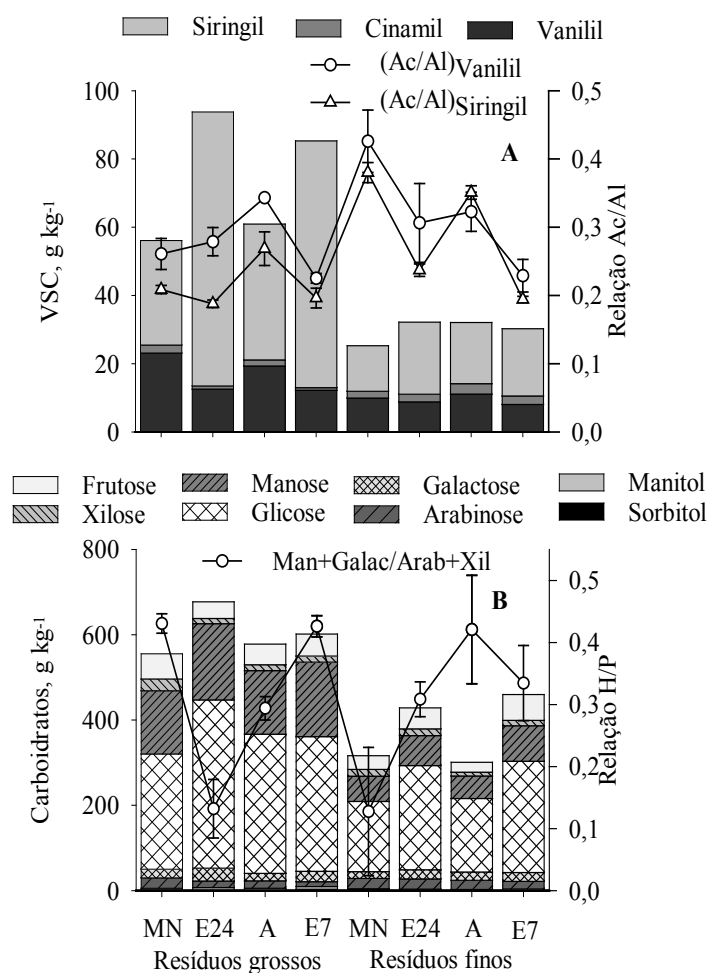 Siringil Cinamil Vanilil
(Ac/Al)Vanilil
(Ac/Al)Siringil
A
VSC, g kg-1
100
80
60
40
20
0
Relação Ac/Al
0,5
0,4
0,3
0,2
0,1
0,0
Frutose Manose Galactose Manitol
Xilose Glicose Arabinose Sorbitol
Man+Galac/Arab+Xil
B
Carboidratos, g kg-1
800
600
400
200
0
Relação H/P
0,5
0,4
0,3
0,2
0,1
0,0
MN E24 A E7 MN E24 A E7
Resíduos grossos Resíduos finos